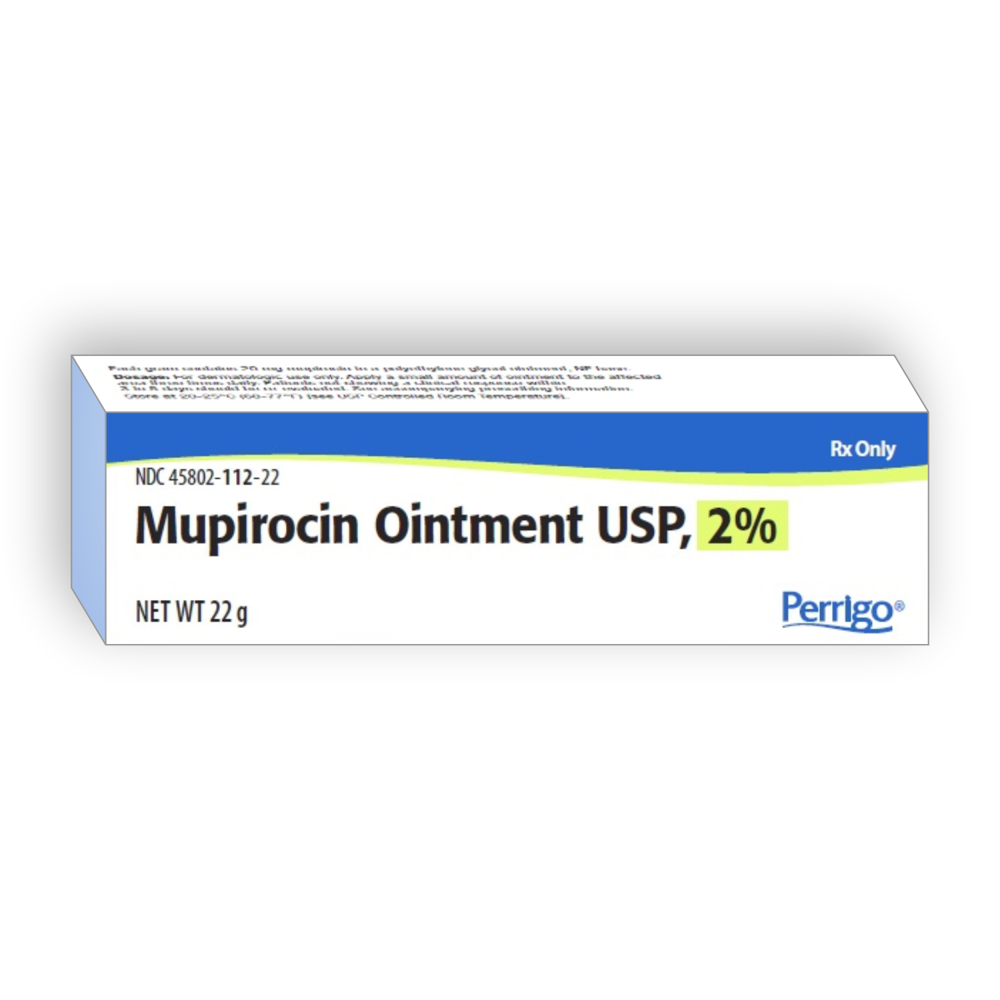 Each gram contains 20 mg mupirocin in a polyethylene glycol ointment, NF base.
Dosage: For dermatologic use only. Apply a small amount of ointment to the affected
area three times daily. Patients not showing a clinical response within
3 to 5 days should be re-evaluated. See accompanying prescribing information.
Store at 20-25°C (68-77°F) [see USP Controlled Room Temperature].
Rx Only
NDC 45802-112-22
Mupirocin Ointment USP, 2%
NET WT 22 g
Perrigo®